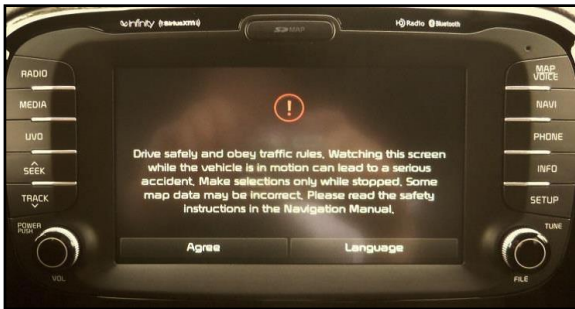 infinity (((SiriusXM)))
SD MAP
HD Radio Bluetooth
RADIO
MEDIA
UVO
SEEK
TRACK
POWER
PUSH
VOL
Drive safely and obey traffic rules. Watching this screen
while the vehicle is in motion can lead to a serious
accident. Make selections only while stopped. Some
map data may be incorrect. Please read the safety
instructions in the Navigation Manual.
Agree
Language
MAP
VOICE
NAVI
PHONE
INFO
SETUP
TUNE
FILE